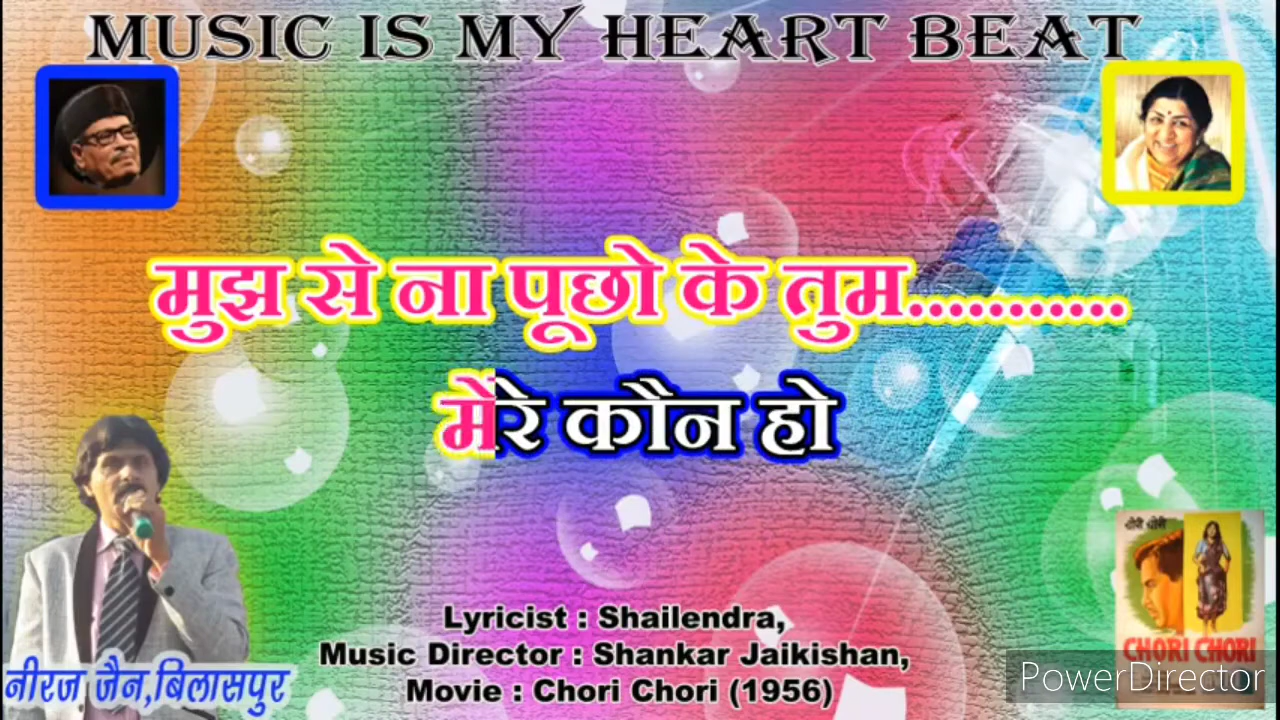 MUSIC IS MY HEART BEAT
मुझ से ना पूछो के तुम...........
मेरे कौन हो
Lyricist : Shailendra,
Music Director : Shankar Jaikishan,
Movie : Chori Chori (1956)
नीरज जैन,बिलासपुर
चोरी चोरी
CHORI CHORI
PowerDirector